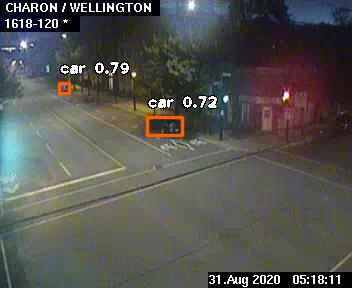 CHARON / WELLINGTON
1618-120 *
car 0.79
car 0.72
31.Aug 2020 05:18:11